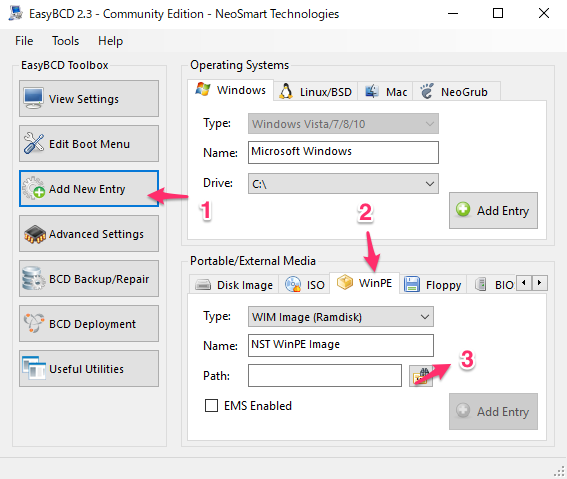 EasyBCD 2.3 - Community Edition - NeoSmart Technologies
File Tools Help
EasyBCD Toolbox
View Settings
Edit Boot Menu
Add New Entry
1
Advanced Settings
BCD Backup/Repair
BCD Deployment
Useful Utilities
Operating Systems
Windows Linux/BSD Mac NeoGrub
Type: Windows Vista/7/8/10
Name: Microsoft Windows
Drive: C:\
Add Entry
2
Portable/External Media
Disk Image ISO WinPE Floppy BIO
Type: WIM Image (Ramdisk)
Name: NST WinPE Image
Path:
3
EMS Enabled
Add Entry